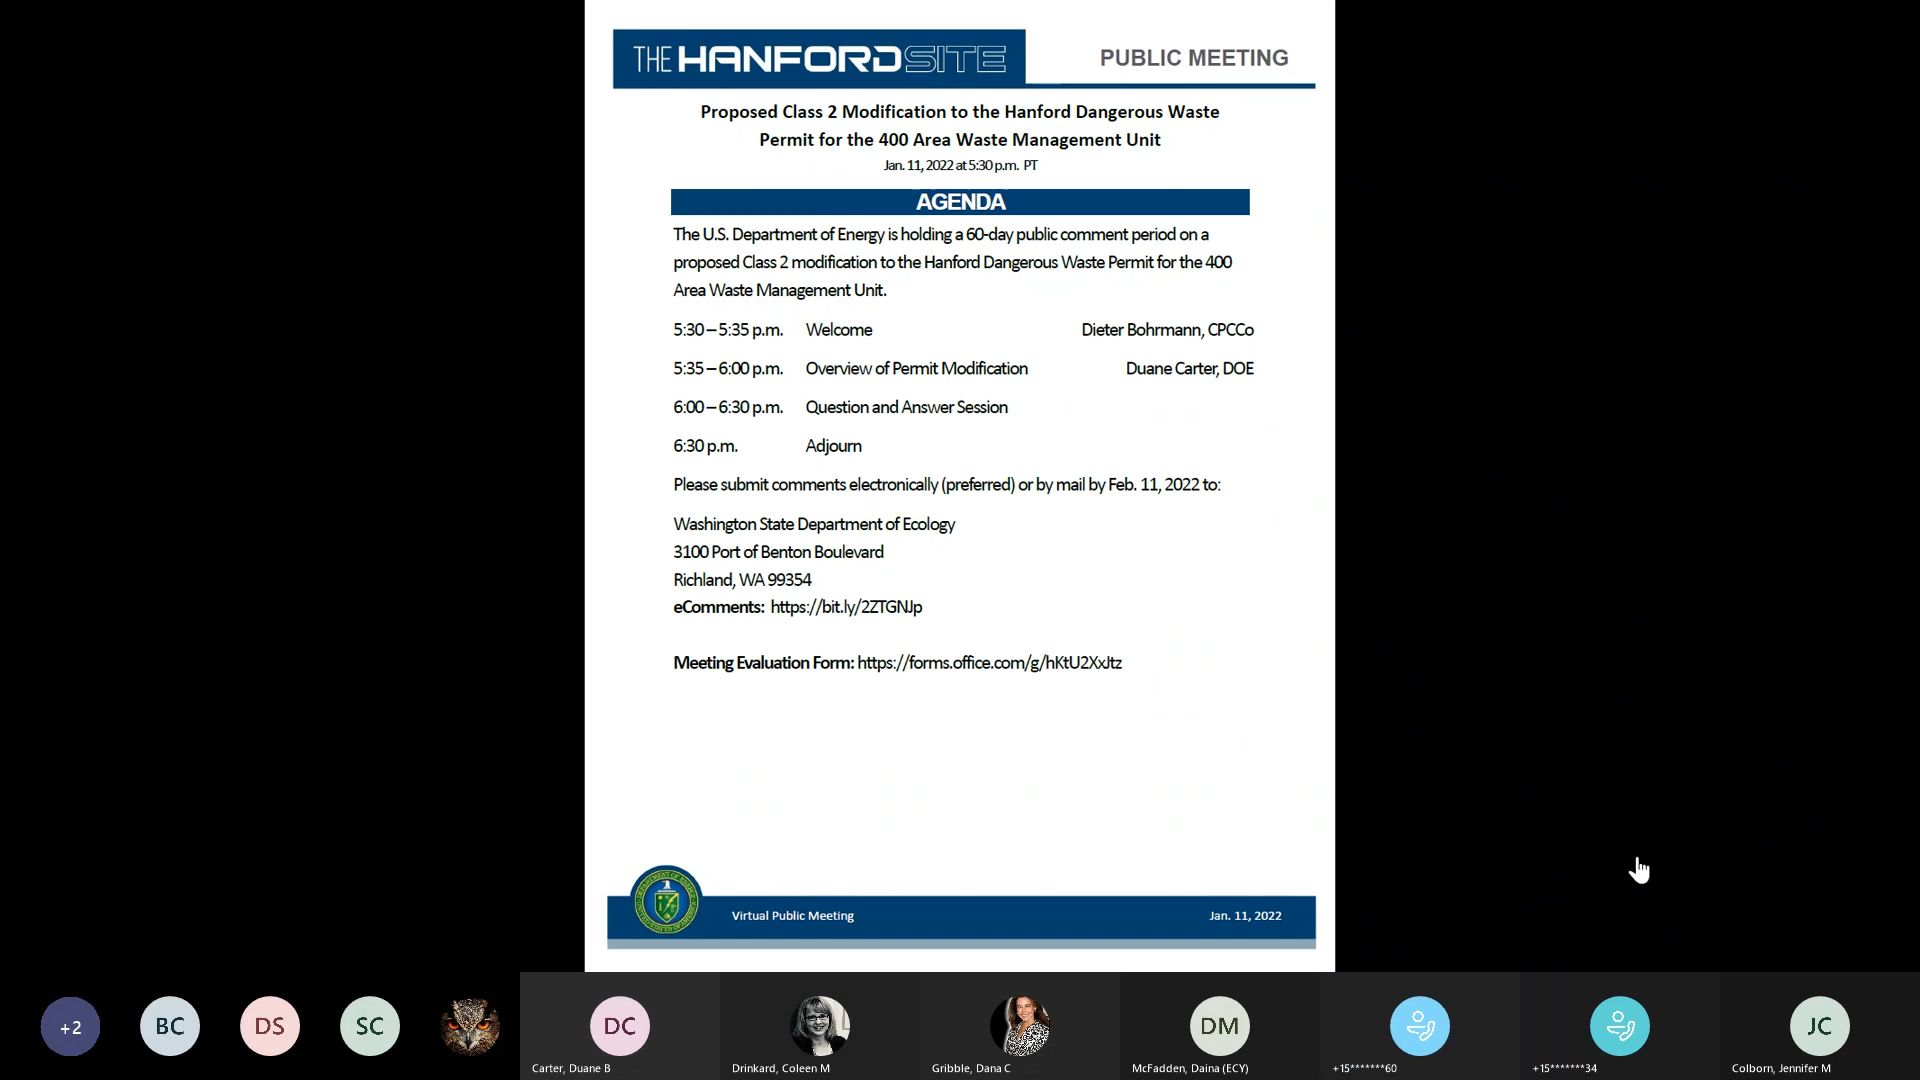 THE HANFORD SITE
PUBLIC MEETING
Proposed Class 2 Modification to the Hanford Dangerous Waste
Permit for the 400 Area Waste Management Unit
Jan. 11, 2022 at 5:30 p.m. PT
AGENDA
The U.S. Department of Energy is holding a 60-day public comment period on a
proposed Class 2 modification to the Hanford Dangerous Waste Permit for the 400
Area Waste Management Unit.
5:30 – 5:35 p.m. Welcome Dieter Bohrmann, CPCCo
5:35 – 6:00 p.m. Overview of Permit Modification Duane Carter, DOE
6:00 – 6:30 p.m. Question and Answer Session
6:30 p.m. Adjourn
Please submit comments electronically (preferred) or by mail by Feb. 11, 2022 to:
Washington State Department of Ecology
3100 Port of Benton Boulevard
Richland, WA 99354
eComments: https://bit.ly/2ZTGNJp
Meeting Evaluation Form: https://forms.office.com/g/hKtU2XxJtz
Virtual Public Meeting Jan. 11, 2022
+2 BC DS SC DC DM JC
Carter, Duane B Drinkard, Coleen M Gribble, Dana C McFadden, Daina (ECY) +15*******60 +15*******34 Colborn, Jennifer M